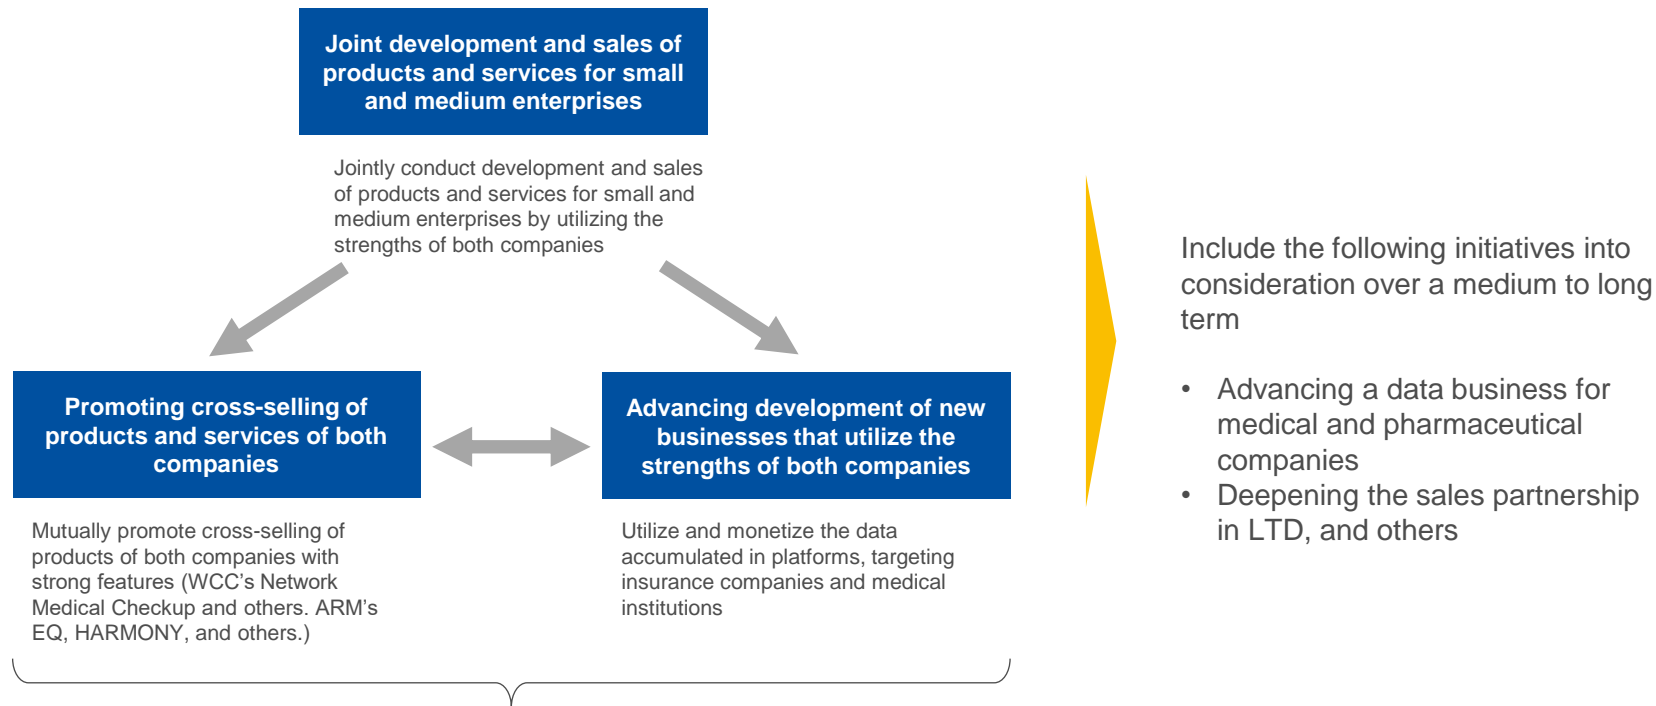 Joint development and sales of
products and services for small
and medium enterprises
Jointly conduct development and sales
of products and services for small and
medium enterprises by utilizing the
strengths of both companies
Promoting cross-selling of
products and services of both
companies
Mutually promote cross-selling of
products of both companies with
strong features (WCC’s Network
Medical Checkup and others. ARM’s
EQ, HARMONY, and others.)
Advancing development of new
businesses that utilize the
strengths of both companies
Utilize and monetize the data
accumulated in platforms, targeting
insurance companies and medical
institutions
Include the following initiatives into
consideration over a medium to long
term
• Advancing a data business for
medical and pharmaceutical
companies
• Deepening the sales partnership
in LTD, and others